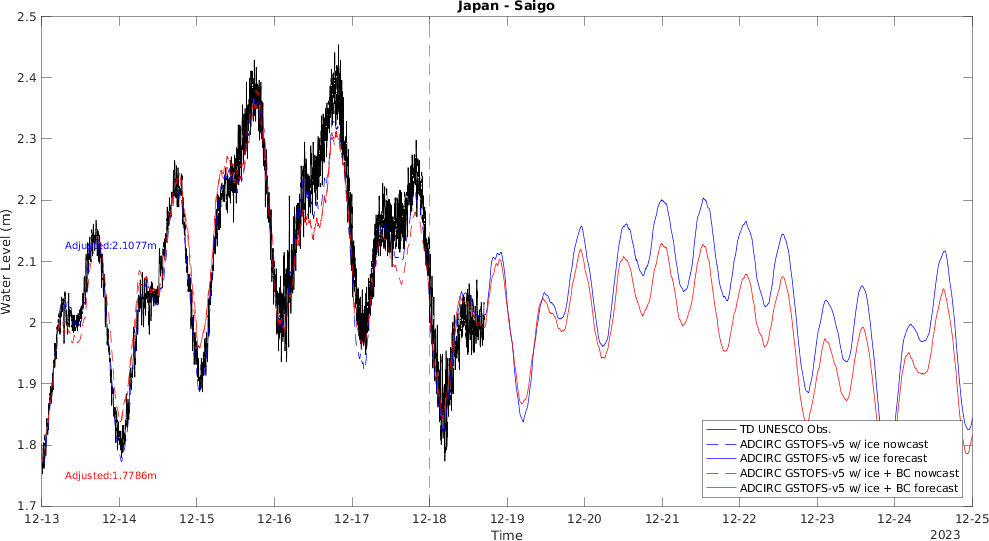 Japan - Saigo
2.5
2.4
2.3
2.2
2.1
2
1.9
1.8
1.7
Water Level (m)
Adjusted:2.1077m
Adjusted:1.7786m
TD UNESCO Obs.
ADCIRC GSTOFS-v5 w/ ice nowcast
ADCIRC GSTOFS-v5 w/ ice forecast
ADCIRC GSTOFS-v5 w/ ice + BC nowcast
ADCIRC GSTOFS-v5 w/ ice + BC forecast
12-13 12-14 12-15 12-16 12-17 12-18 12-19 12-20 12-21 12-22 12-23 12-24 12-25
Time
2023